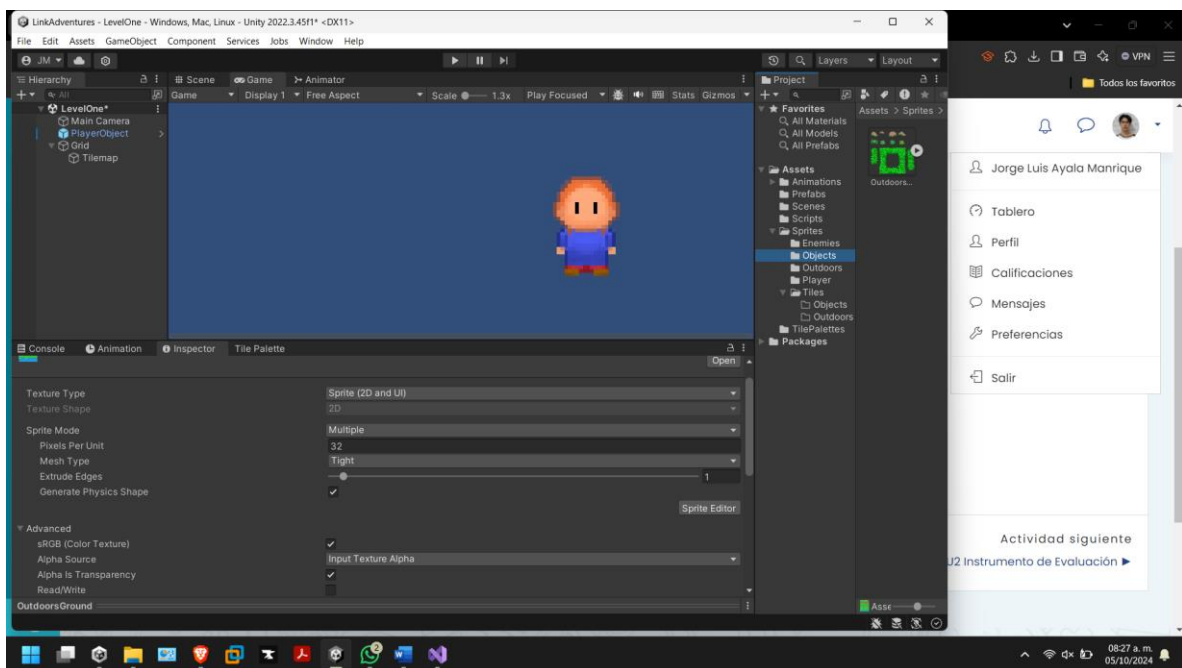 LinkAdventures - LevelOne - Windows, Mac, Linux - Unity 2022.3.45f1* <DX11>
File Edit Assets GameObject Component Services Jobs Window Help
JM
Layers
Layout
VPN
Hierarchy
Scene
Game
Animator
Project
Todos los favoritos
All
Game
Display 1
Free Aspect
Scale
1.3x
Play Focused
Stats
Gizmos
LevelOne*
Main Camera
PlayerObject
Grid
Tilemap
Favorites
All Materials
All Models
All Prefabs
Assets
Animations
Prefabs
Scenes
Scripts
Sprites
Enemies
Objects
Outdoors
Player
Tiles
Objects
Outdoors
TilePalettes
Packages
Assets > Sprites >
Outdoors...
Jorge Luis Ayala Manrique
Tablero
Perfil
Calificaciones
Mensajes
Preferencias
Salir
Console
Animation
Inspector
Tile Palette
Open
Texture Type
Sprite (2D and UI)
Texture Shape
2D
Sprite Mode
Multiple
Pixels Per Unit
32
Mesh Type
Tight
Extrude Edges
1
Generate Physics Shape
Sprite Editor
Advanced
sRGB (Color Texture)
Alpha Source
Input Texture Alpha
Alpha Is Transparency
Read/Write
OutdoorsGround
Asse
Actividad siguiente
U2 Instrumento de Evaluación ►
2
08:27 a. m.
05/10/2024